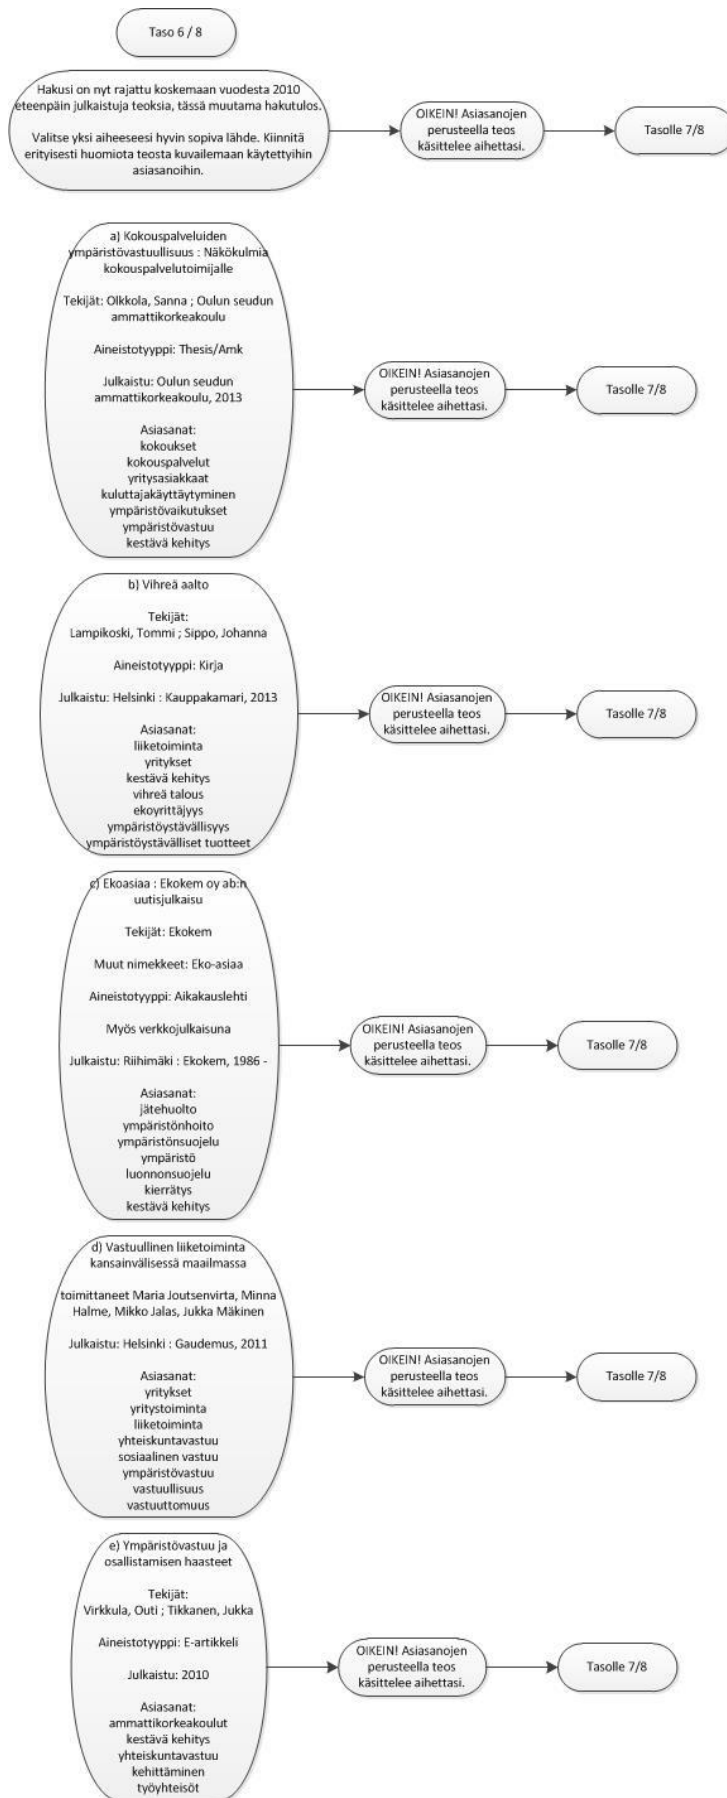 Taso 6 / 8
Hakusi on nyt rajattu koskemaan vuodesta 2010
eteenpäin julkaistuja teoksia, tässä muutama hakutulos.
Valitse yksi aiheeseesi hyvin sopiva lähde. Kiinnitä
erityisesti huomiota teosta kuvailemaan käytettyihin
asiasanoihin.
OIKEIN! Asiasanojen
perusteella teos
käsittelee aihettasi.
Tasolle 7/8
a) Kokouspalveluiden
ympäristövastuullisuus : Näkökulmia
kokouspalvelutoimijalle
Tekijät: Olkkola, Sanna ; Oulun seudun
ammattikorkeakoulu
Aineistotyyppi: Thesis/Amk
Julkaistu: Oulun seudun
ammattikorkeakoulu, 2013
Asiasanat:
kokoukset
kokouspalvelut
yritysasiakkaat
kuluttajakäyttäytyminen
ympäristövaikutukset
ympäristövastuu
kestävä kehitys
OIKEIN! Asiasanojen
perusteella teos
käsittelee aihettasi.
Tasolle 7/8
b) Vihreä aalto
Tekijät:
Lampikoski, Tommi ; Sippo, Johanna
Aineistotyyppi: Kirja
Julkaistu: Helsinki : Kauppakamari, 2013
Asiasanat:
liiketoiminta
yritykset
kestävä kehitys
vihreä talous
ekoyrittäjyys
ympäristöystävällisyys
ympäristöystävälliset tuotteet
OIKEIN! Asiasanojen
perusteella teos
käsittelee aihettasi.
Tasolle 7/8
c) Ekoasiaa : Ekokem oy ab:n
uutisjulkaisu
Tekijät: Ekokem
Muut nimekkeet: Eko-asiaa
Aineistotyyppi: Aikakauslehti
Myös verkkojulkaisuna
Julkaistu: Riihimäki : Ekokem, 1986 -
Asiasanat:
jätehuolto
ympäristönhoito
ympäristönsuojelu
ympäristö
luonnonsuojelu
kierrätys
kestävä kehitys
OIKEIN! Asiasanojen
perusteella teos
käsittelee aihettasi.
Tasolle 7/8
d) Vastuullinen liiketoiminta
kansainvälisessä maailmassa
toimittaneet Maria Joutsenvirta, Minna
Halme, Mikko Jalas, Jukka Mäkinen
Julkaistu: Helsinki : Gaudemus, 2011
Asiasanat:
yritykset
yritystoiminta
liiketoiminta
yhteiskuntavastuu
sosiaalinen vastuu
ympäristövastuu
vastuullisuus
vastuuttomuus
OIKEIN! Asiasanojen
perusteella teos
käsittelee aihettasi.
Tasolle 7/8
e) Ympäristövastuu ja
osallistamisen haasteet
Tekijät:
Virkkula, Outi ; Tikkanen, Jukka
Aineistotyyppi: E-artikkeli
Julkaistu: 2010
Asiasanat:
ammattikorkeakoulut
kestävä kehitys
yhteiskuntavastuu
kehittäminen
työyhteisöt
OIKEIN! Asiasanojen
perusteella teos
käsittelee aihettasi.
Tasolle 7/8